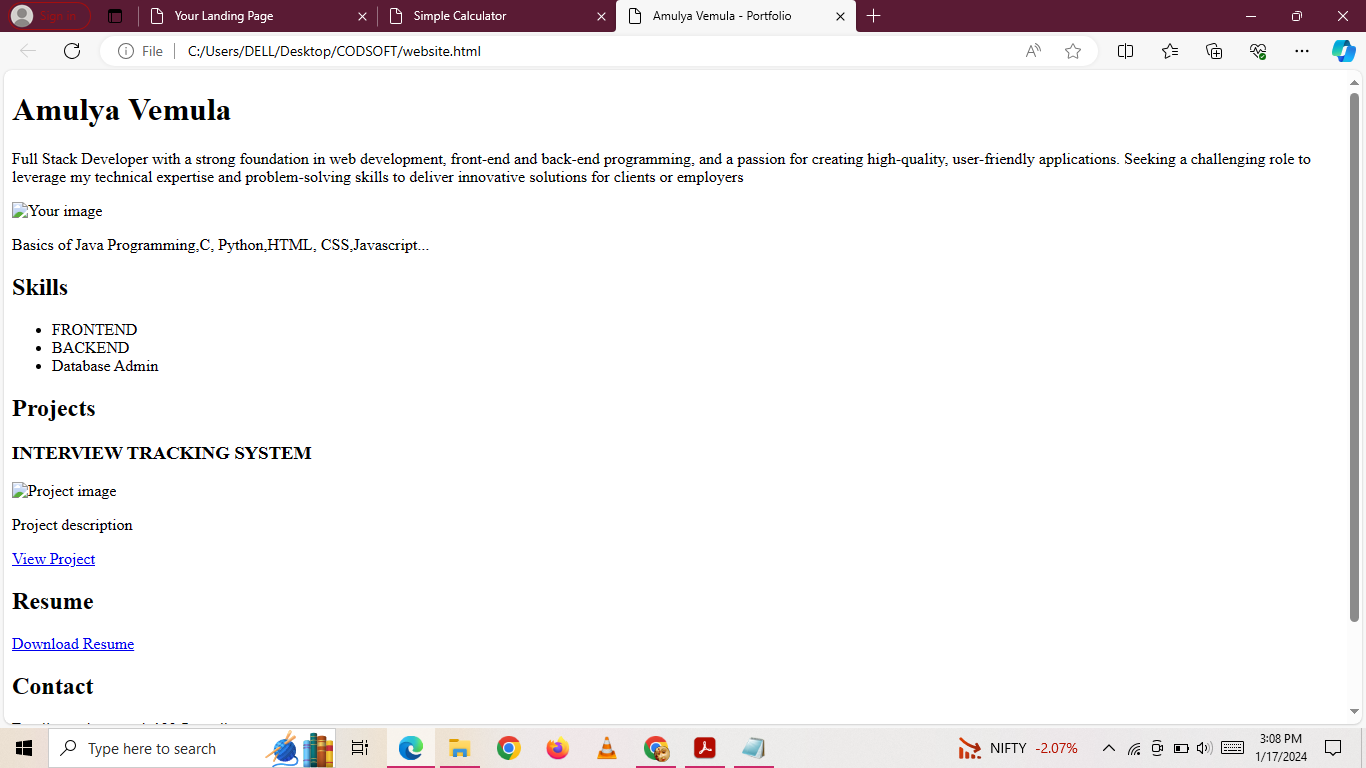 Sign in
Your Landing Page
Simple Calculator
Amulya Vemula - Portfolio
File
C:/Users/DELL/Desktop/CODSOFT/website.html
Amulya Vemula
Full Stack Developer with a strong foundation in web development, front-end and back-end programming, and a passion for creating high-quality, user-friendly applications. Seeking a challenging role to
leverage my technical expertise and problem-solving skills to deliver innovative solutions for clients or employers
Your image
Basics of Java Programming,C, Python,HTML, CSS,Javascript...
Skills
• FRONTEND
• BACKEND
• Database Admin
Projects
INTERVIEW TRACKING SYSTEM
Project image
Project description
View Project
Resume
Download Resume
Contact
Type here to search
NIFTY -2.07%
3:08 PM
1/17/2024